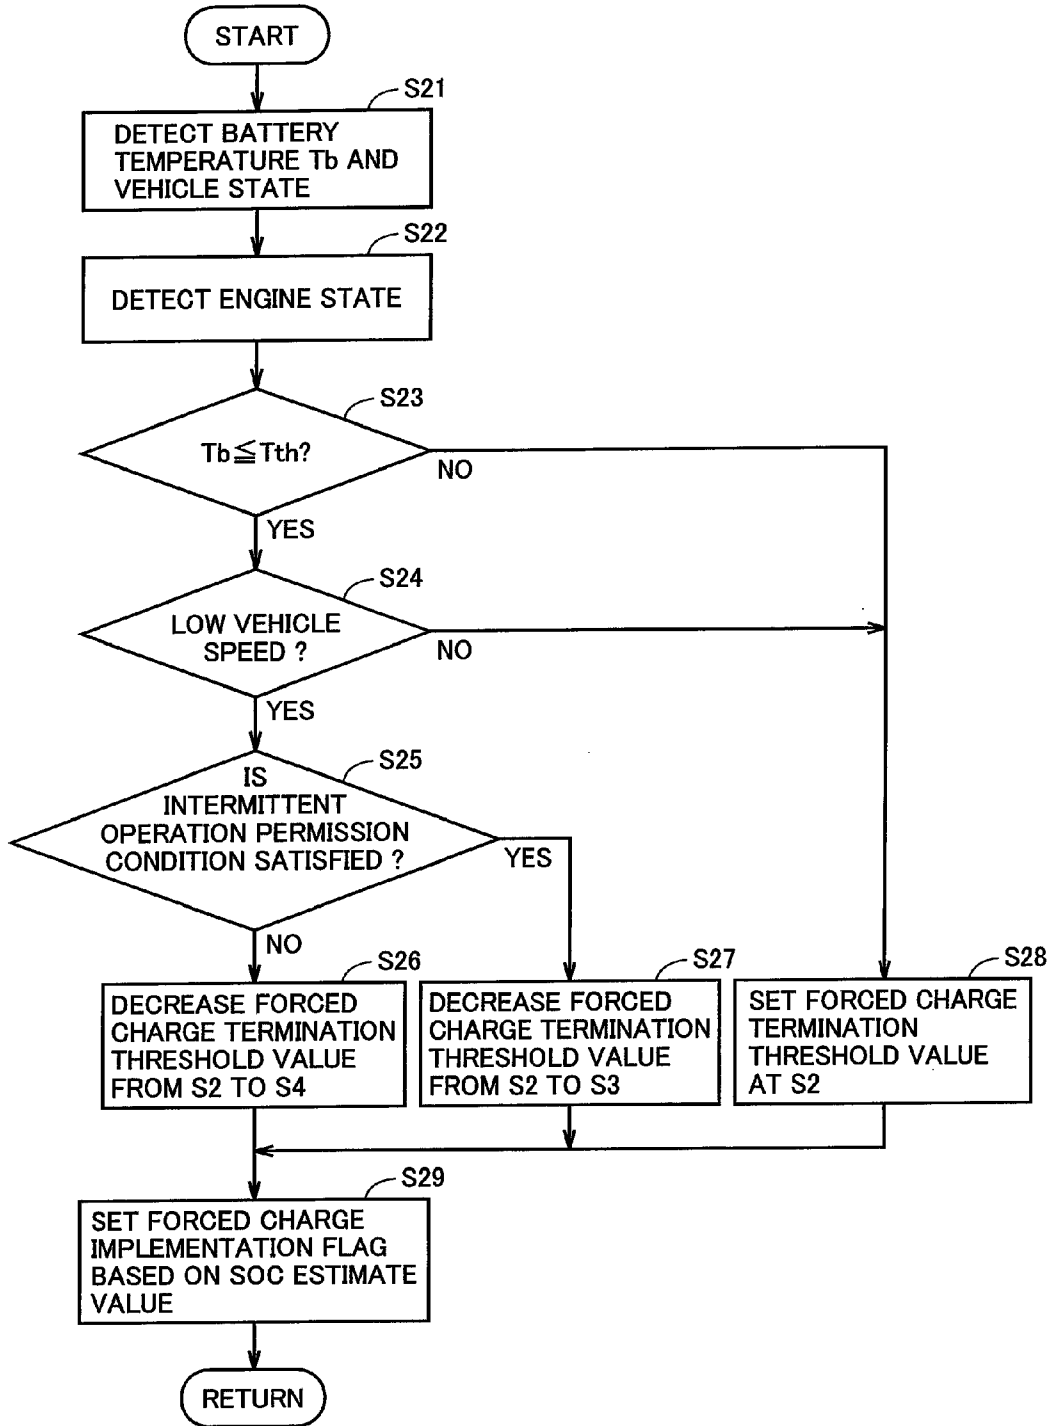 START
S21
DETECT BATTERY
TEMPERATURE Tb AND
VEHICLE STATE
S22
DETECT ENGINE STATE
S23
Tb≦Tth?
NO
YES
S24
LOW VEHICLE
SPEED ?
NO
YES
S25
IS
INTERMITTENT
OPERATION PERMISSION
CONDITION SATISFIED ?
YES
NO
S26
DECREASE FORCED
CHARGE TERMINATION
THRESHOLD VALUE
FROM S2 TO S4
S27
DECREASE FORCED
CHARGE TERMINATION
THRESHOLD VALUE
FROM S2 TO S3
S28
SET FORCED CHARGE
TERMINATION
THRESHOLD VALUE
AT S2
S29
SET FORCED CHARGE
IMPLEMENTATION FLAG
BASED ON SOC ESTIMATE
VALUE
RETURN